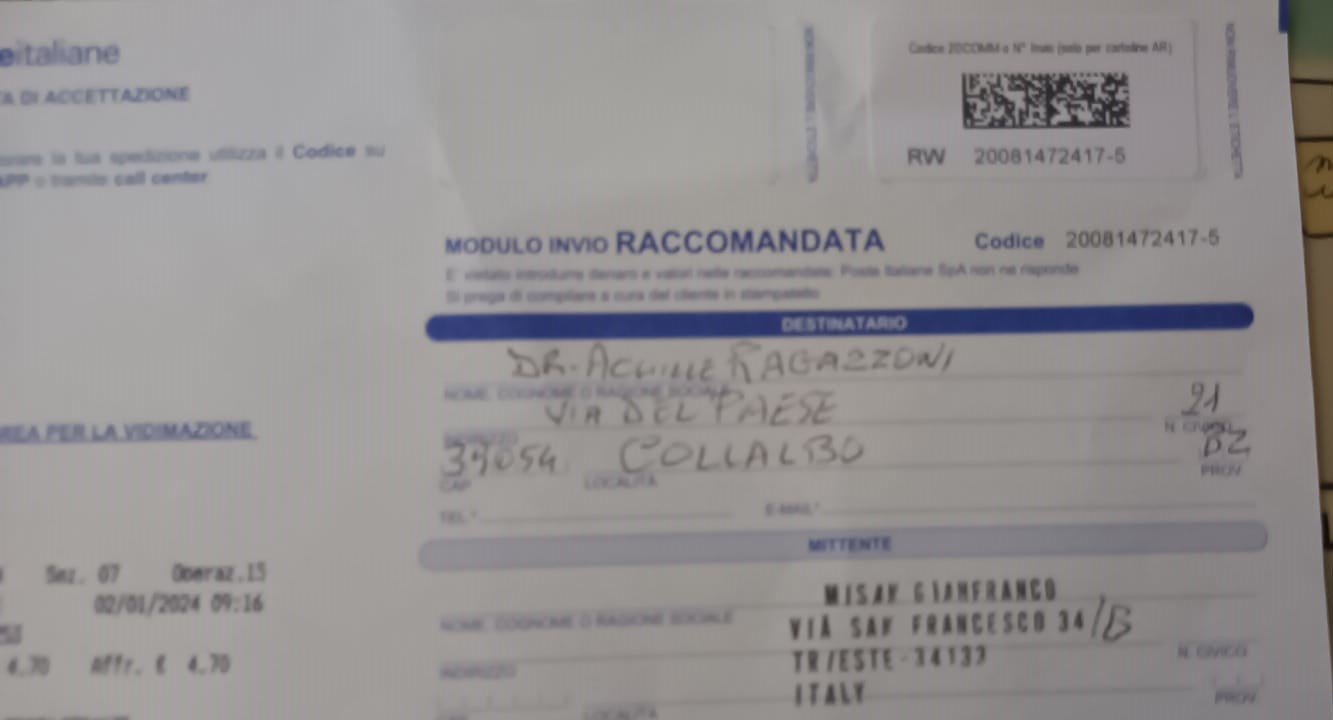 eitaliane
A DI ACCETTAZIONE
la tua spedizione utilizza il Codice su
APP o tramite call center
AREA PER LA VIDIMAZIONE
Sez. 07 Operaz.15
02/01/2024 09:16
4.70 Affr. € 4.70
Codice 2DCOMM o N° Invio (solo per cartoline AR)
RW 20081472417-5
MODULO INVIO RACCOMANDATA Codice 20081472417-5
E' vietato introdurre denaro e valori nelle raccomandate: Poste Italiane SpA non ne risponde
Si prega di compilare a cura del cliente in stampatello
DESTINATARIO
DR. ACHILLE RAGAZZONI
NOME, COGNOME O RAGIONE SOCIALE
VIA DEL PAESE 21
INDIRIZZO N. CIVICO
39054 COLLALBO BZ
CAP LOCALITÀ PROV.
TEL.* E-MAIL*
MITTENTE
GIANFRANCO
NOME, COGNOME O RAGIONE SOCIALE
VIA SAN FRANCESCO 34/B
INDIRIZZO N. CIVICO
TRIESTE-34133
ITALY
CAP LOCALITÀ PROV.